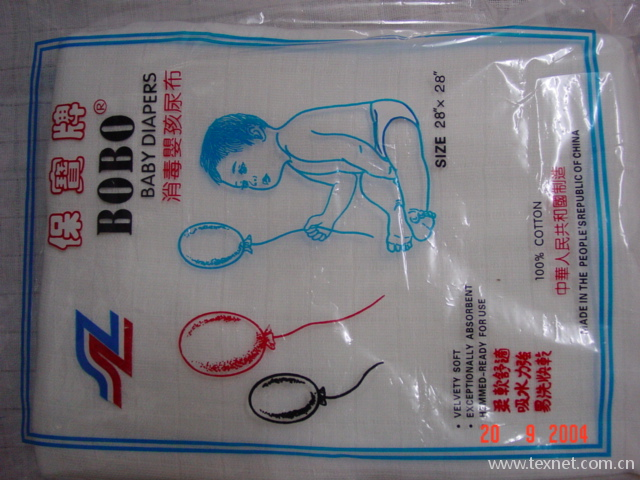 保寶牌®
BOBO
BABY DIAPERS
消毒嬰孩尿布
SIZE 28"x 28"
• VELVETY SOFT
• EXCEPTIONALLY ABSORBENT
HEMMED-READY FOR USE
柔軟舒適
吸水力強
易洗快乾
100% COTTON
中華人民共和國制造
MADE IN THE PEOPLE'S REPUBLIC OF CHINA
20 9 2004
www.texnet.com.cn